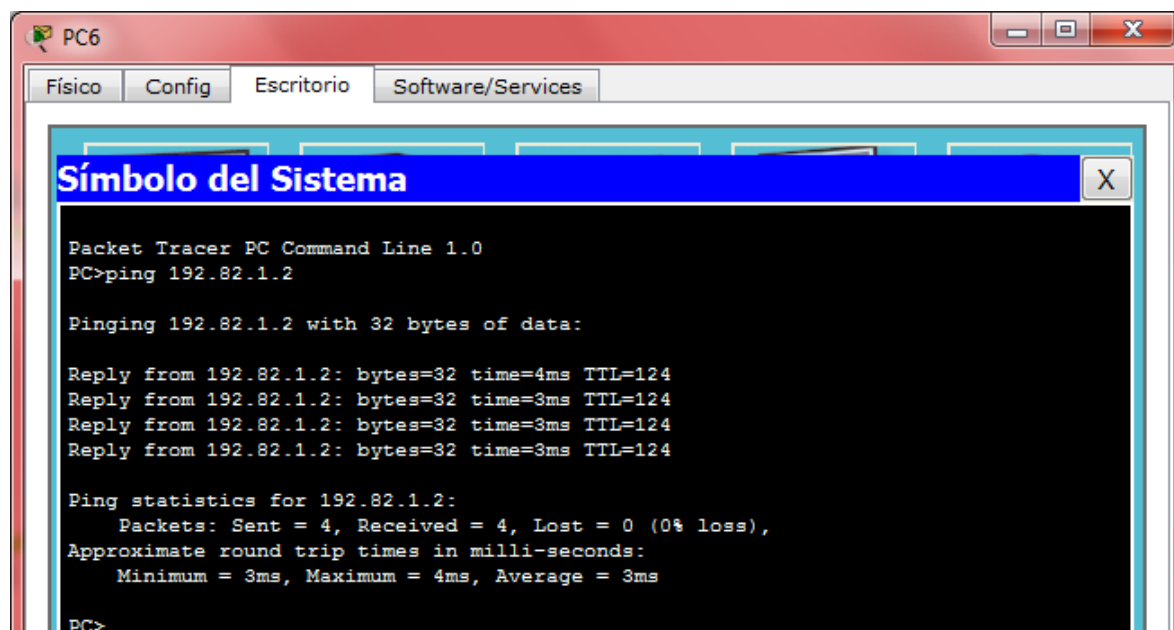 PC6
Físico Config Escritorio Software/Services
Símbolo del Sistema X
Packet Tracer PC Command Line 1.0
PC>ping 192.82.1.2
Pinging 192.82.1.2 with 32 bytes of data:
Reply from 192.82.1.2: bytes=32 time=4ms TTL=124
Reply from 192.82.1.2: bytes=32 time=3ms TTL=124
Reply from 192.82.1.2: bytes=32 time=3ms TTL=124
Reply from 192.82.1.2: bytes=32 time=3ms TTL=124
Ping statistics for 192.82.1.2:
Packets: Sent = 4, Received = 4, Lost = 0 (0% loss),
Approximate round trip times in milli-seconds:
Minimum = 3ms, Maximum = 4ms, Average = 3ms
PC>